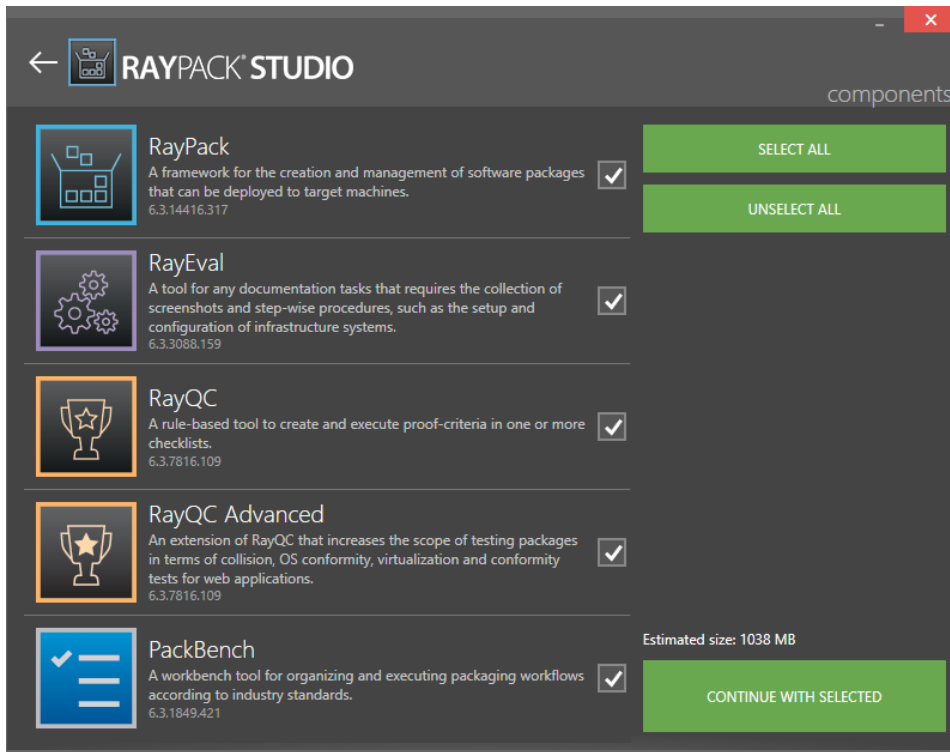 RAYPACK® STUDIO
components
RayPack
A framework for the creation and management of software packages
that can be deployed to target machines.
6.3.14416.317
RayEval
A tool for any documentation tasks that requires the collection of
screenshots and step-wise procedures, such as the setup and
configuration of infrastructure systems.
6.3.3088.159
RayQC
A rule-based tool to create and execute proof-criteria in one or more
checklists.
6.3.7816.109
RayQC Advanced
An extension of RayQC that increases the scope of testing packages
in terms of collision, OS conformity, virtualization and conformity
tests for web applications.
6.3.7816.109
PackBench
A workbench tool for organizing and executing packaging workflows
according to industry standards.
6.3.1849.421
SELECT ALL
UNSELECT ALL
Estimated size: 1038 MB
CONTINUE WITH SELECTED